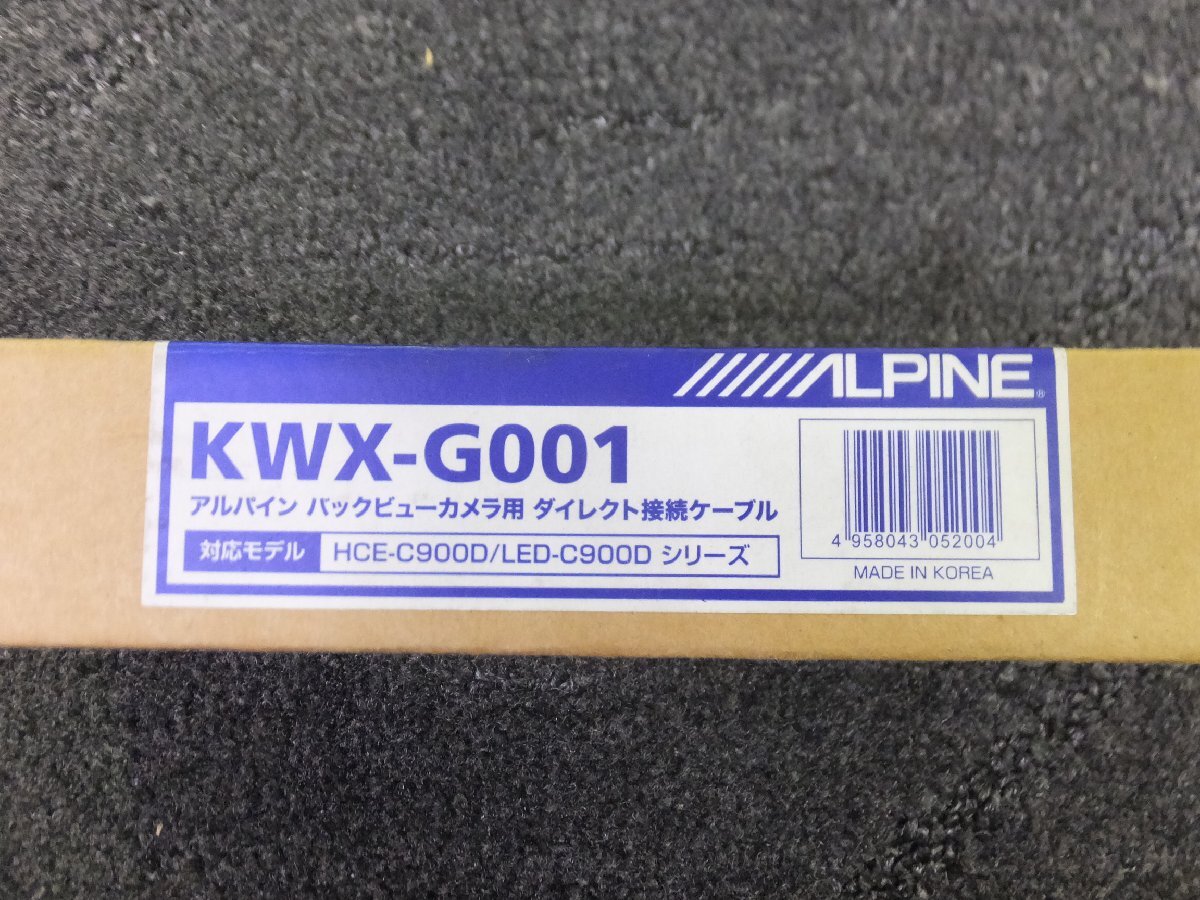 ALPINE®
KWX-G001
アルパイン バックビューカメラ用 ダイレクト接続ケーブル
対応モデル HCE-C900D/LED-C900D シリーズ
4 958043 052004
MADE IN KOREA